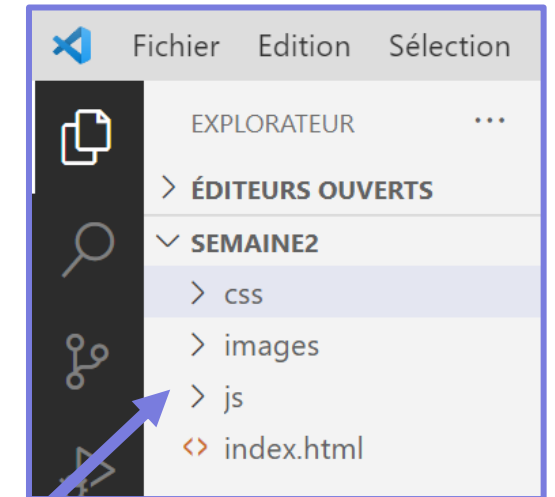 Fichier Edition Sélection
EXPLORATEUR ...
> ÉDITEURS OUVERTS
SEMAINE2
> css
> images
> js
<> index.html